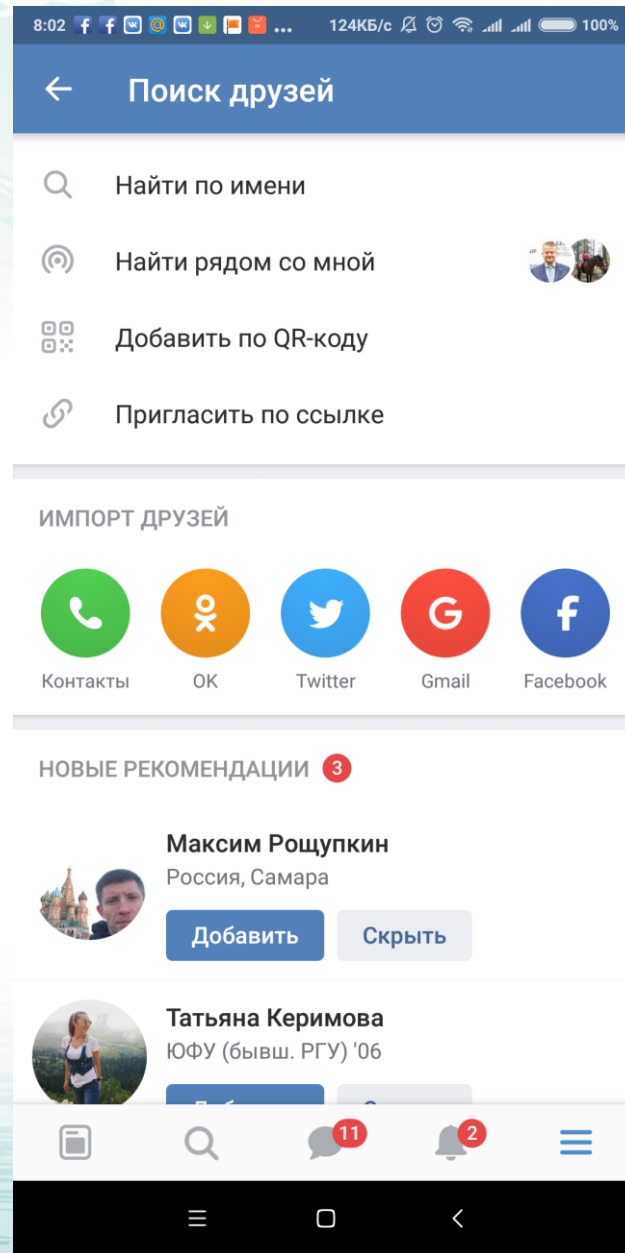 8:02 ... 124КБ/с 100%
Поиск друзей
Найти по имени
Найти рядом со мной
Добавить по QR-коду
Пригласить по ссылке
ИМПОРТ ДРУЗЕЙ
Контакты OK Twitter Gmail Facebook
НОВЫЕ РЕКОМЕНДАЦИИ 3
Максим Рощупкин
Россия, Самара
Добавить Скрыть
Татьяна Керимова
ЮФУ (бывш. РГУ) '06
11 2